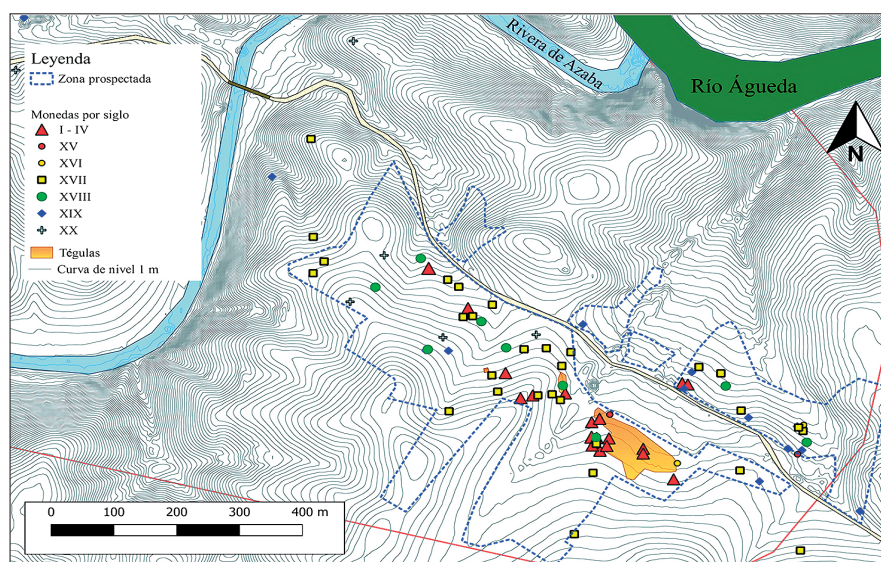 Leyenda
Zona prospectada
Monedas por siglo
I - IV
XV
XVI
XVII
XVIII
XIX
XX
Tégulas
Curva de nivel 1 m
Rivera de Azaba
Río Águeda
N
0 100 200 300 400 m